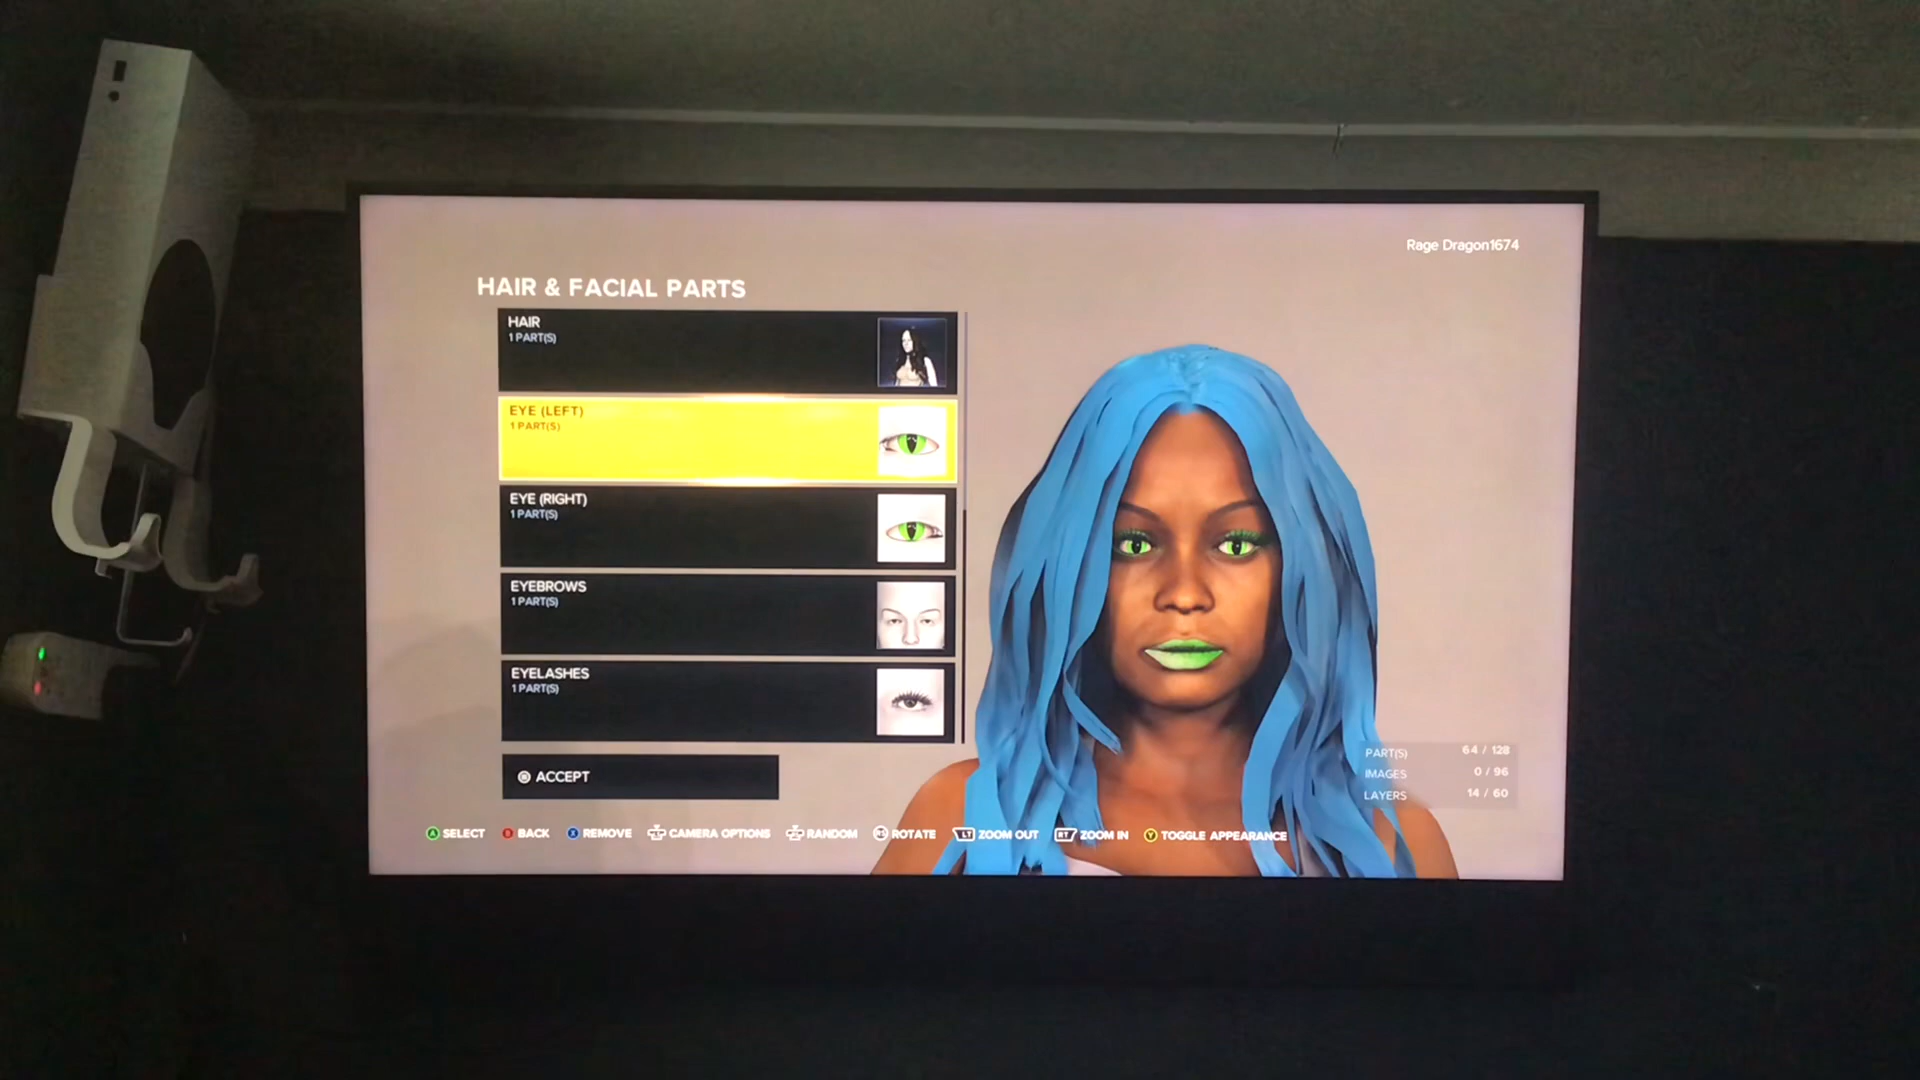 Rage Dragon1674
HAIR & FACIAL PARTS
HAIR
1 PART(S)
EYE (LEFT)
1 PART(S)
EYE (RIGHT)
1 PART(S)
EYEBROWS
1 PART(S)
EYELASHES
1 PART(S)
ACCEPT
PART(S) 64 / 128
IMAGES 0 / 96
LAYERS 14 / 60
A SELECT B BACK X REMOVE CAMERA OPTIONS RANDOM RS ROTATE LT ZOOM OUT RT ZOOM IN Y TOGGLE APPEARANCE